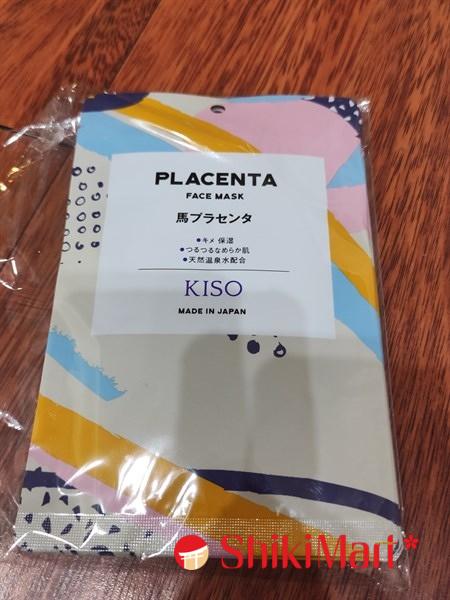 PLACENTA
FACE MASK
馬プラセンタ
●キメ 保湿
●つるつるなめらか肌
●天然温泉水配合
KISO
MADE IN JAPAN
ShikiMart*